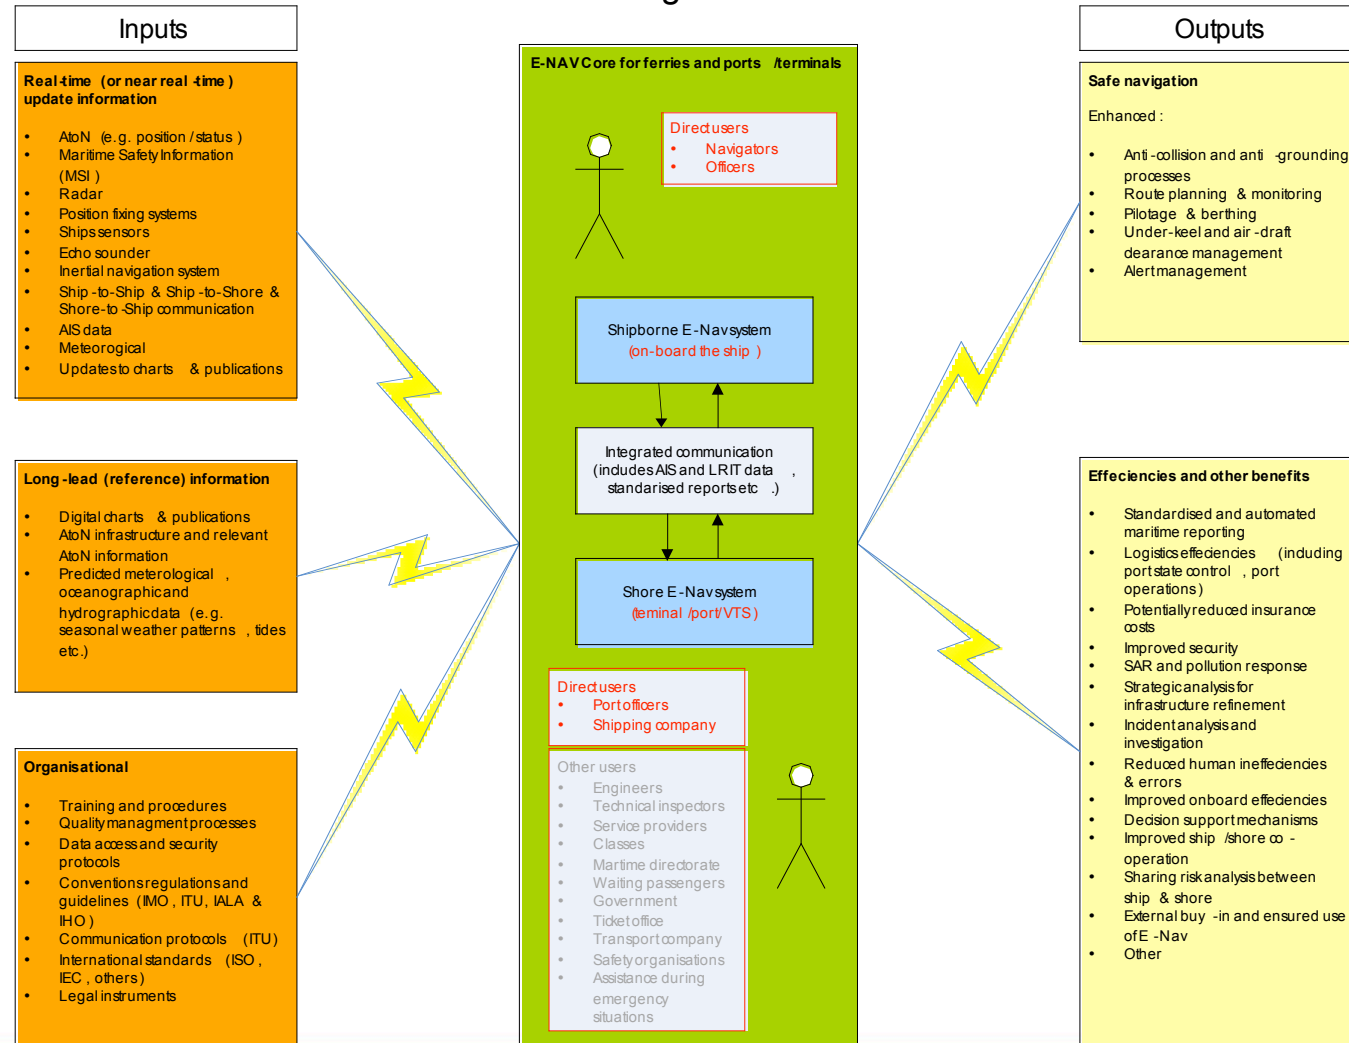 Inputs
Real-time (or near real-time)
update information
• AtoN (e.g. position / status)
• Maritime Safety Information
(MSI)
• Radar
• Position fixing systems
• Ships sensors
• Echo sounder
• Inertial navigation system
• Ship-to-Ship & Ship-to-Shore &
Shore-to-Ship communication
• AIS data
• Meteorogical
• Updates to charts & publications
Long-lead (reference) information
• Digital charts & publications
• AtoN infrastructure and relevant
AtoN information
• Predicted meterological,
oceanographic and
hydrographic data (e.g.
seasonal weather patterns, tides
etc.)
Organisational
• Training and procedures
• Quality managment processes
• Data access and security
protocols
• Conventions regulations and
guidelines (IMO, ITU, IALA &
IHO)
• Communication protocols (ITU)
• International standards (ISO,
IEC, others)
• Legal instruments
E-NAV Core for ferries and ports /terminals
Direct users
• Navigators
• Officers
Shipborne E-Nav system
(on-board the ship)
Integrated communication
(includes AIS and LRIT data,
standarised reports etc.)
Shore E-Nav system
(teminal /port/ VTS)
Direct users
• Port officers
• Shipping company
Other users
• Engineers
• Technical inspectors
• Service providers
• Classes
• Martime directorate
• Waiting passengers
• Government
• Ticket office
• Transport company
• Safety organisations
• Assistance during
emergency
situations
Outputs
Safe navigation
Enhanced:
• Anti-collision and anti-grounding
processes
• Route planning & monitoring
• Pilotage & berthing
• Under-keel and air-draft
clearance management
• Alert management
Effeciencies and other benefits
• Standardised and automated
maritime reporting
• Logistics effeciencies (including
port state control, port
operations)
• Potentially reduced insurance
costs
• Improved security
• SAR and pollution response
• Strategic analysis for
infrastructure refinement
• Incident analysis and
investigation
• Reduced human ineffeciencies
& errors
• Improved onboard effeciencies
• Decision support mechanisms
• Improved ship /shore co-
operation
• Sharing risk analysis between
ship & shore
• External buy-in and ensured use
of E-Nav
• Other